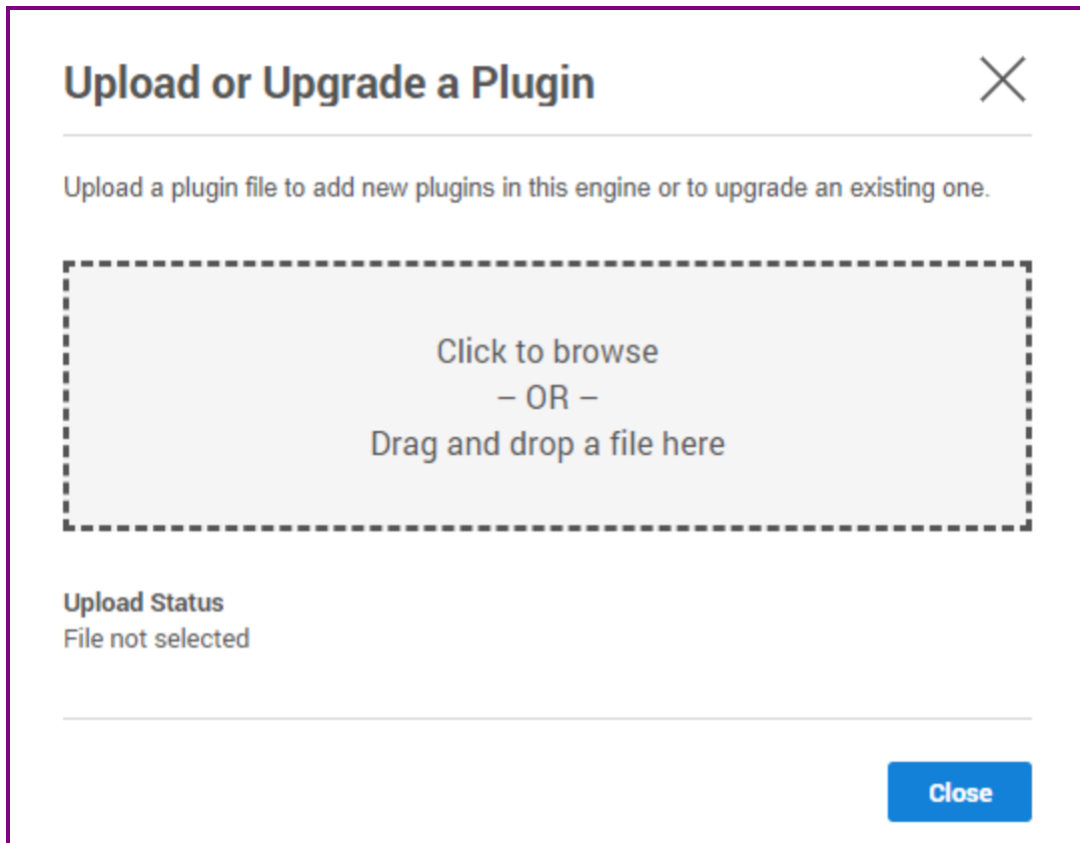 Upload or Upgrade a Plugin
Upload a plugin file to add new plugins in this engine or to upgrade an existing one.
Click to browse
– OR –
Drag and drop a file here
Upload Status
File not selected
Close